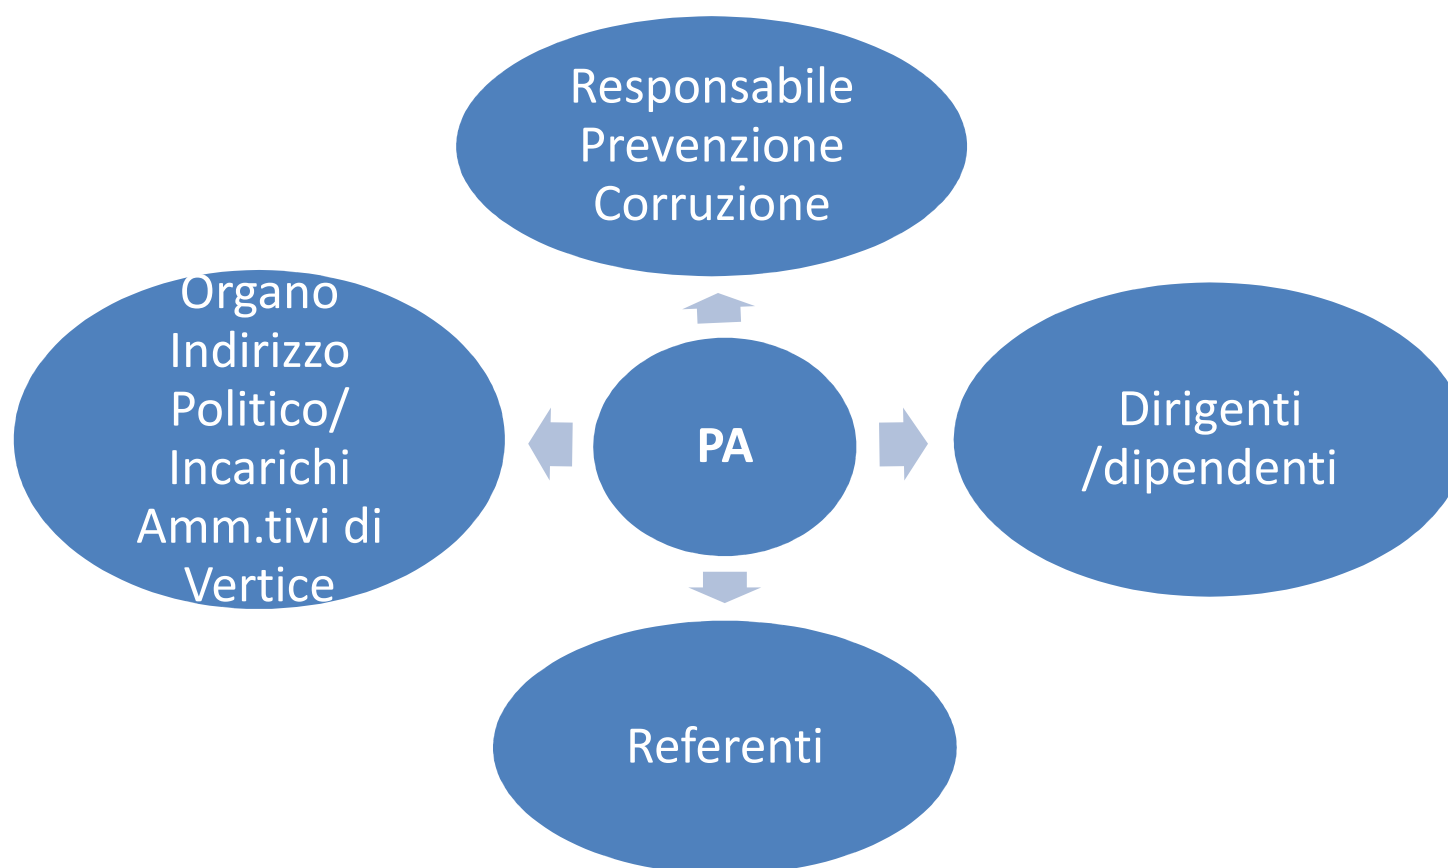 Responsabile
Prevenzione
Corruzione
Organo
Indirizzo
Politico/
Incarichi
Amm.tivi di
Vertice
PA
Dirigenti
/dipendenti
Referenti